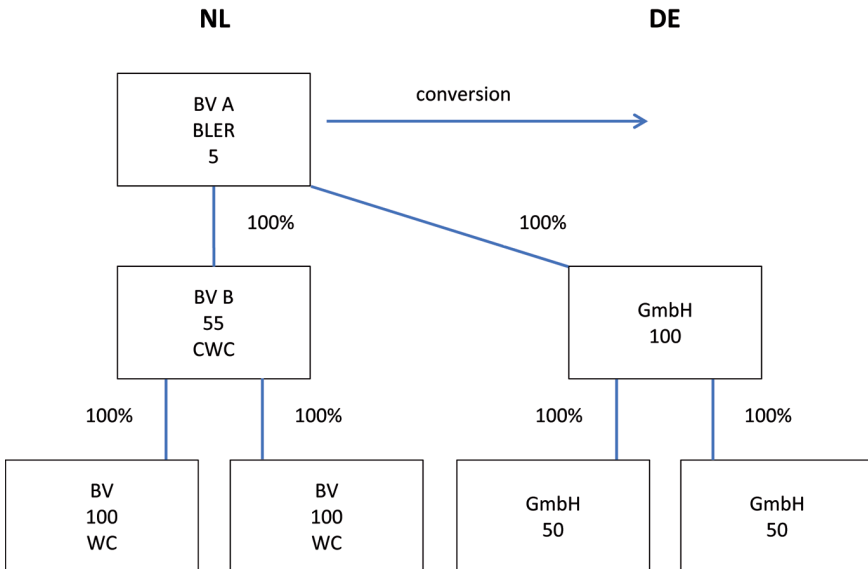 NL
DE
BV A
BLER
5
conversion
100%
100%
BV B
55
CWC
GmbH
100
100%
100%
100%
100%
BV
100
WC
BV
100
WC
GmbH
50
GmbH
50